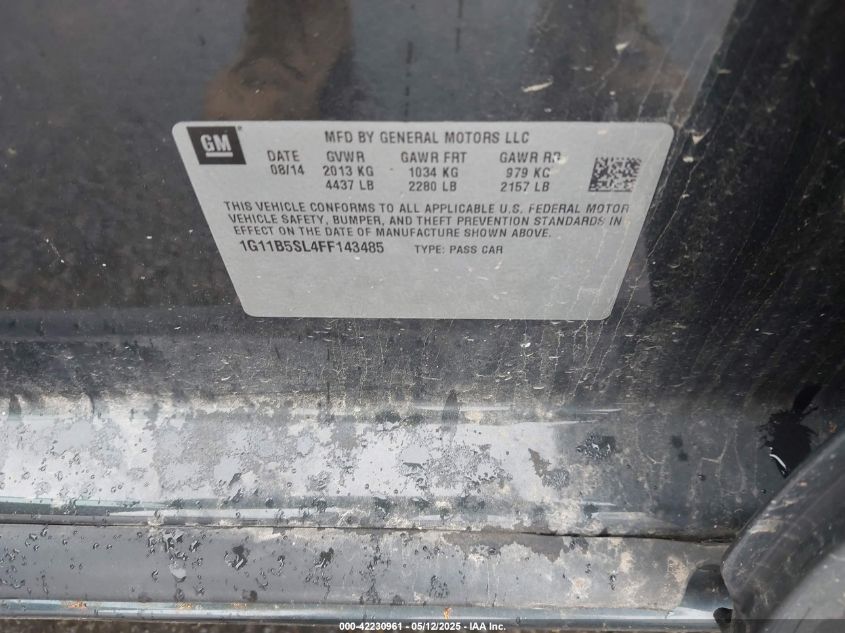 GM
MFD BY GENERAL MOTORS LLC
DATE GVWR GAWR FRT GAWR RR
08/14 2013 KG 1034 KG 979 KG
4437 LB 2280 LB 2157 LB
THIS VEHICLE CONFORMS TO ALL APPLICABLE U.S. FEDERAL MOTOR
VEHICLE SAFETY, BUMPER, AND THEFT PREVENTION STANDARDS IN
EFFECT ON THE DATE OF MANUFACTURE SHOWN ABOVE.
1G11B5SL4FF143485 TYPE: PASS CAR
000-42230961 - 05/12/2025 - IAA Inc.